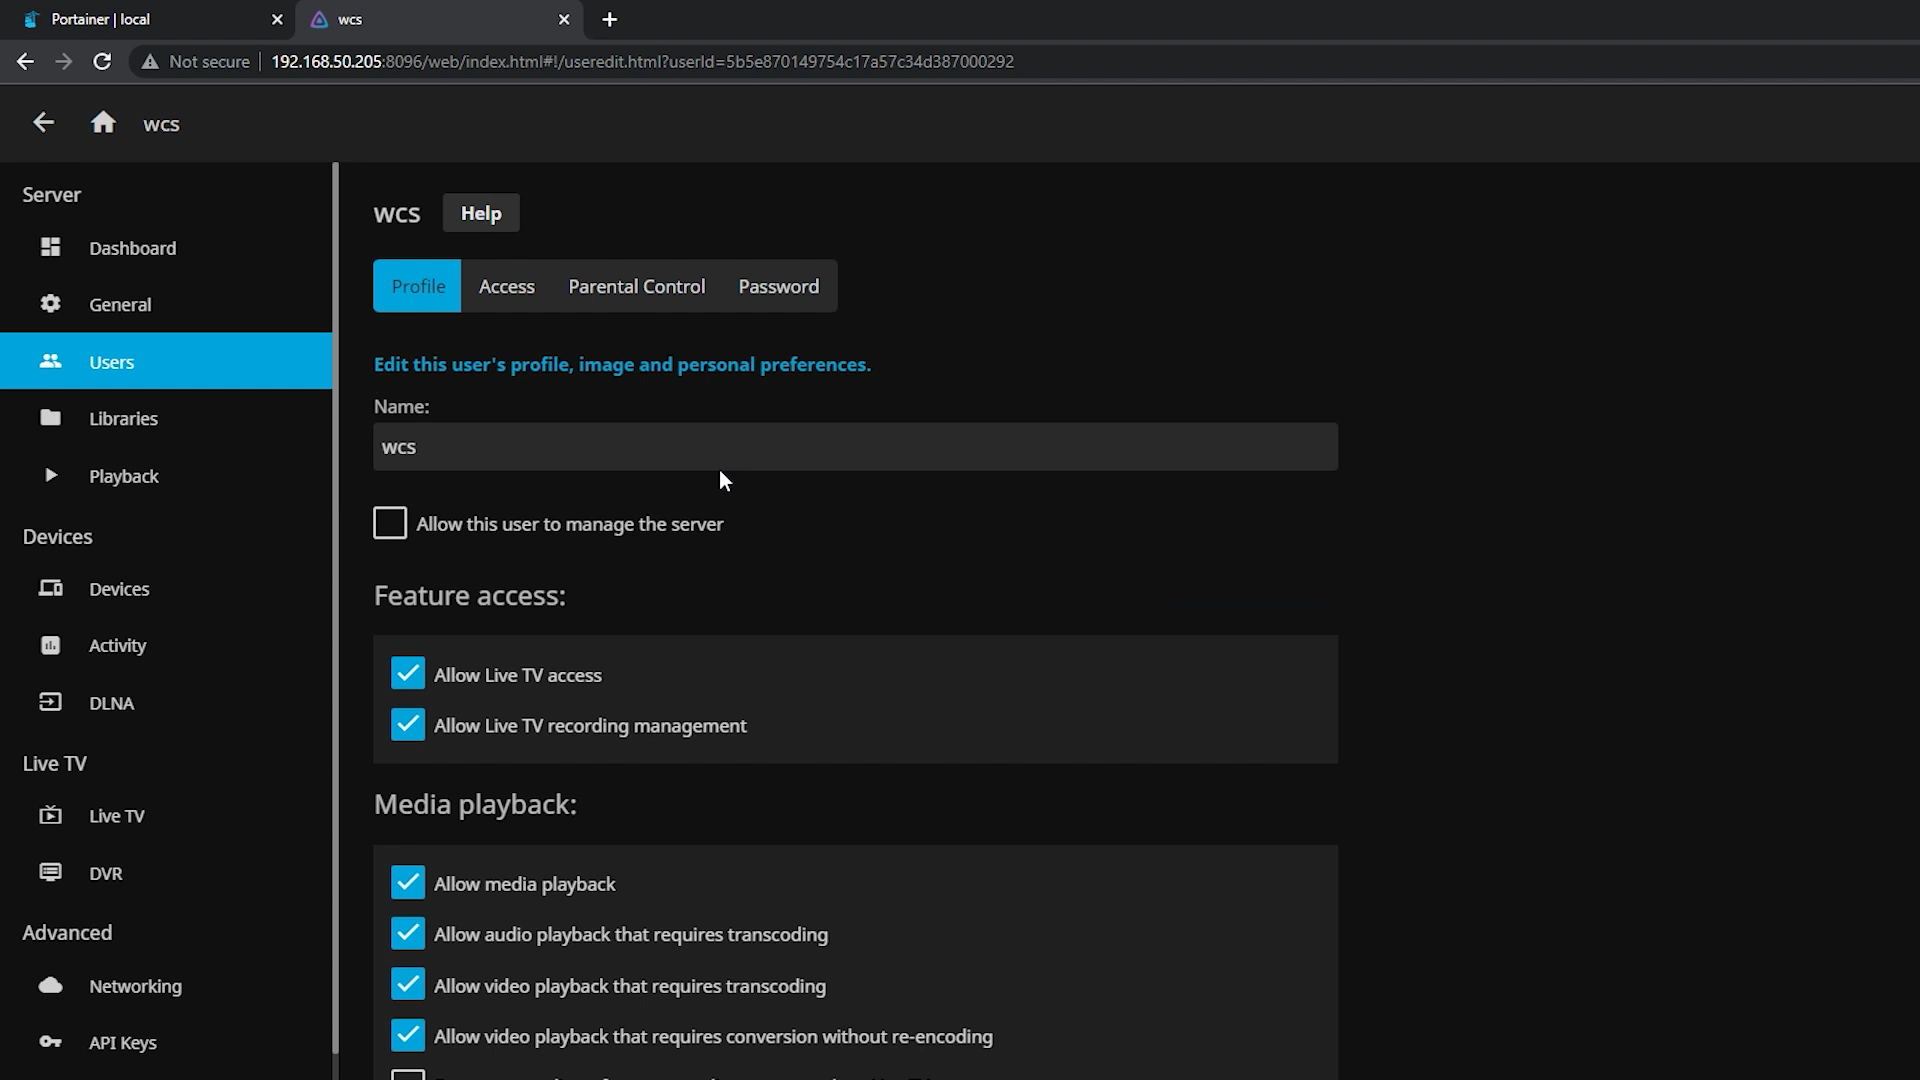 Portainer | local
wcs
Not secure
192.168.50.205:8096/web/index.html#!/useredit.html?userId=5b5e870149754c17a57c34d387000292
wcs
Server
Dashboard
General
Users
Libraries
Playback
Devices
Devices
Activity
DLNA
Live TV
Live TV
DVR
Advanced
Networking
API Keys
wcs
Help
Profile
Access
Parental Control
Password
Edit this user's profile, image and personal preferences.
Name:
wcs
Allow this user to manage the server
Feature access:
Allow Live TV access
Allow Live TV recording management
Media playback:
Allow media playback
Allow audio playback that requires transcoding
Allow video playback that requires transcoding
Allow video playback that requires conversion without re-encoding